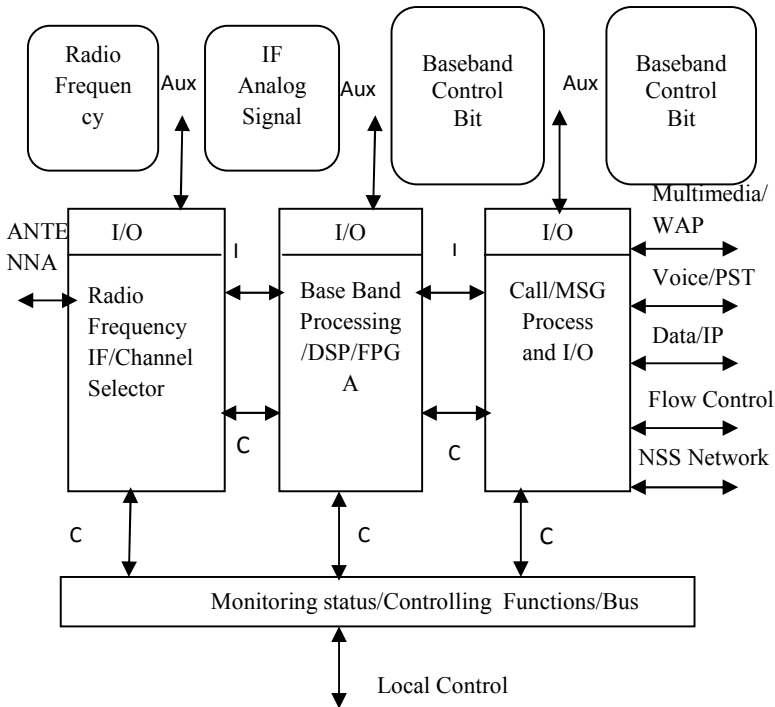 Radio
Frequen
cy
Aux
IF
Analog
Signal
Aux
Baseband
Control
Bit
Aux
Baseband
Control
Bit
ANTE
NNA
I/O
Radio
Frequency
IF/Channel
Selector
I
C
I/O
Base Band
Processing
/DSP/FPG
A
I
C
I/O
Call/MSG
Process
and I/O
Multimedia/
WAP
Voice/PST
Data/IP
Flow Control
NSS Network
C
C
C
Monitoring status/Controlling Functions/Bus
Local Control